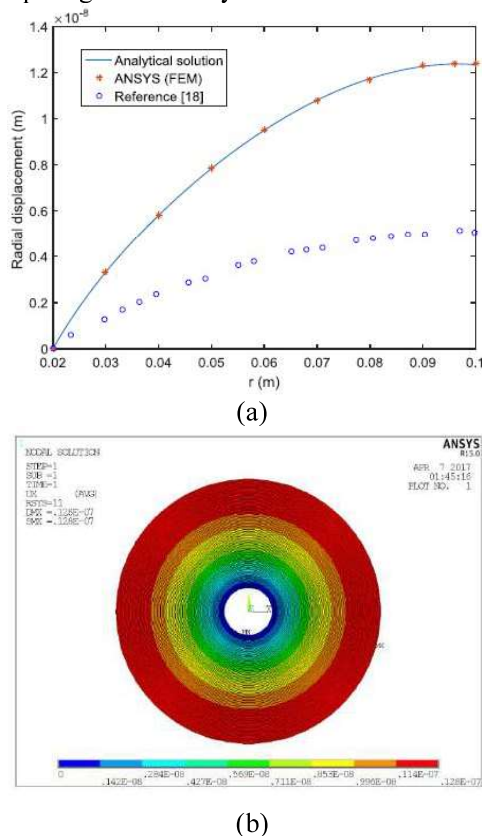 ×10⁻⁸
1.4
1.2
1
0.8
0.6
0.4
0.2
0
Radial displacement (m)
Analytical solution
ANSYS (FEM)
Reference [18]
0.02 0.03 0.04 0.05 0.06 0.07 0.08 0.09 0.1
r (m)
(a)
NODAL SOLUTION
STEP=1
SUB =1
TIME=1
UX (AVG)
RSYS=11
DMX =.128E-07
SMX =.128E-07
ANSYS
R15.0
APR 7 2017
01:45:16
PLOT NO. 1
X
MN
MX
0 .284E-08 .569E-08 .853E-08 .114E-07
.142E-08 .427E-08 .711E-08 .996E-08 .128E-07
(b)